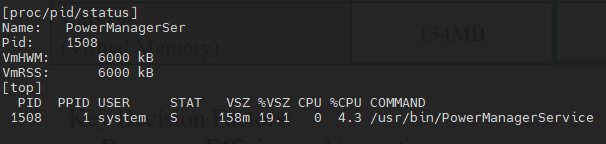 [proc/pid/status]
Name:   PowerManagerSer
Pid:    1508
VmHWM:      6000 kB
VmRSS:      6000 kB
[top]
  PID  PPID USER     STAT   VSZ %VSZ CPU %CPU COMMAND
 1508     1 system   S     158m 19.1   0  4.3 /usr/bin/PowerManagerService
134MB